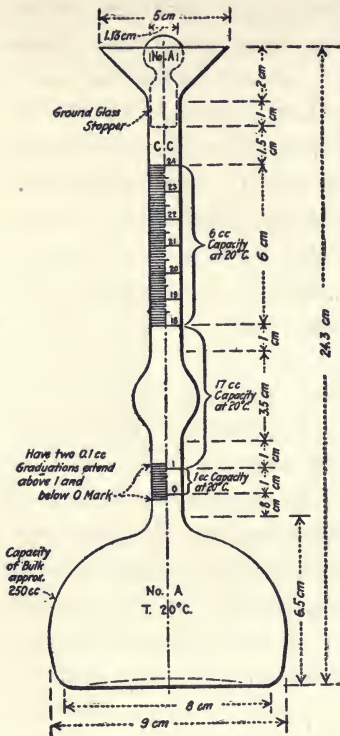 5 cm
1.15 cm
No. A
Ground Glass
Stopper
C C
24
23
22
21
20
19
18
2 cm
1 cm
1.5 cm
6 cc
Capacity
at 20°C.
6 cm
1 cm
17 cc
Capacity
at 20°C.
3.5 cm
24.3 cm
Have two 0.1 cc
Graduations extend
above 1 and
below 0 Mark
1
0
1 cc Capacity
at 20°C.
1 cm
1 cm
.8 cm
Capacity
of Bulb
approx.
250 cc
No. A
T. 20°C.
6.5 cm
8 cm
9 cm